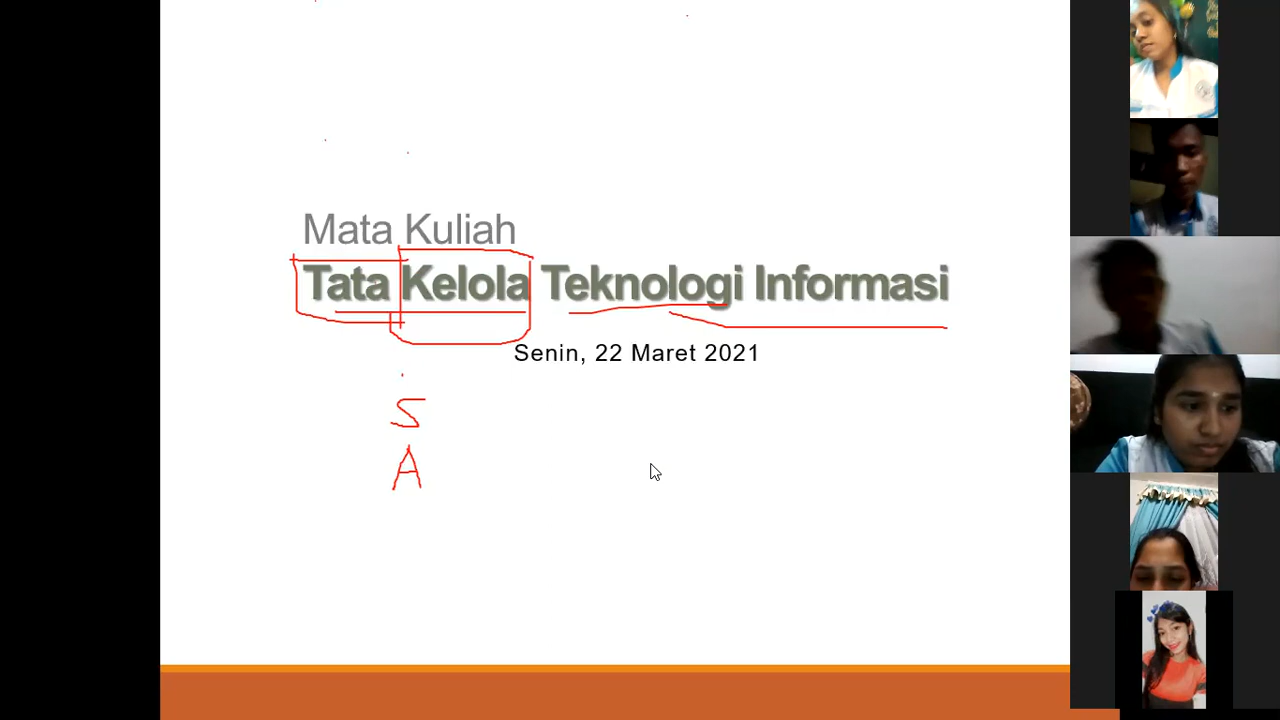 Mata Kuliah
Tata Kelola Teknologi Informasi
Senin, 22 Maret 2021
S
A